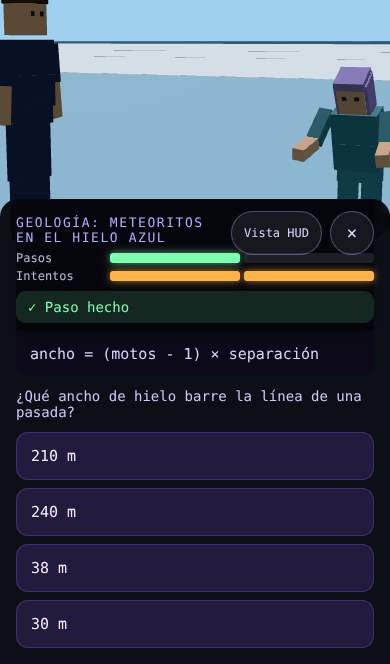 GEOLOGÍA: METEORITOS
EN EL HIELO AZUL
Vista HUD
×
Pasos
Intentos
✓ Paso hecho
ancho = (motos - 1) × separación
¿Qué ancho de hielo barre la línea de una
pasada?
210 m
240 m
38 m
30 m